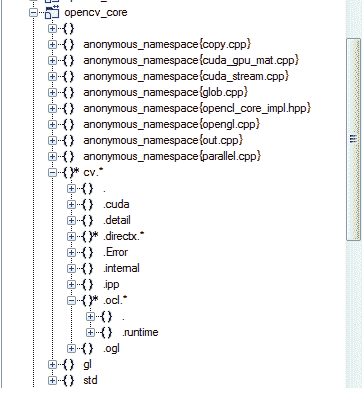 opencv_core
{}
{} anonymous_namespace{copy.cpp}
{} anonymous_namespace{cuda_gpu_mat.cpp}
{} anonymous_namespace{cuda_stream.cpp}
{} anonymous_namespace{glob.cpp}
{} anonymous_namespace{opencl_core_impl.hpp}
{} anonymous_namespace{opengl.cpp}
{} anonymous_namespace{out.cpp}
{} anonymous_namespace{parallel.cpp}
{}* cv.*
{} .
{} .cuda
{} .detail
{}* .directx.*
{} .Error
{} .internal
{} .ipp
{}* .ocl.*
{} .
{} .runtime
{} .ogl
{} gl
{} std